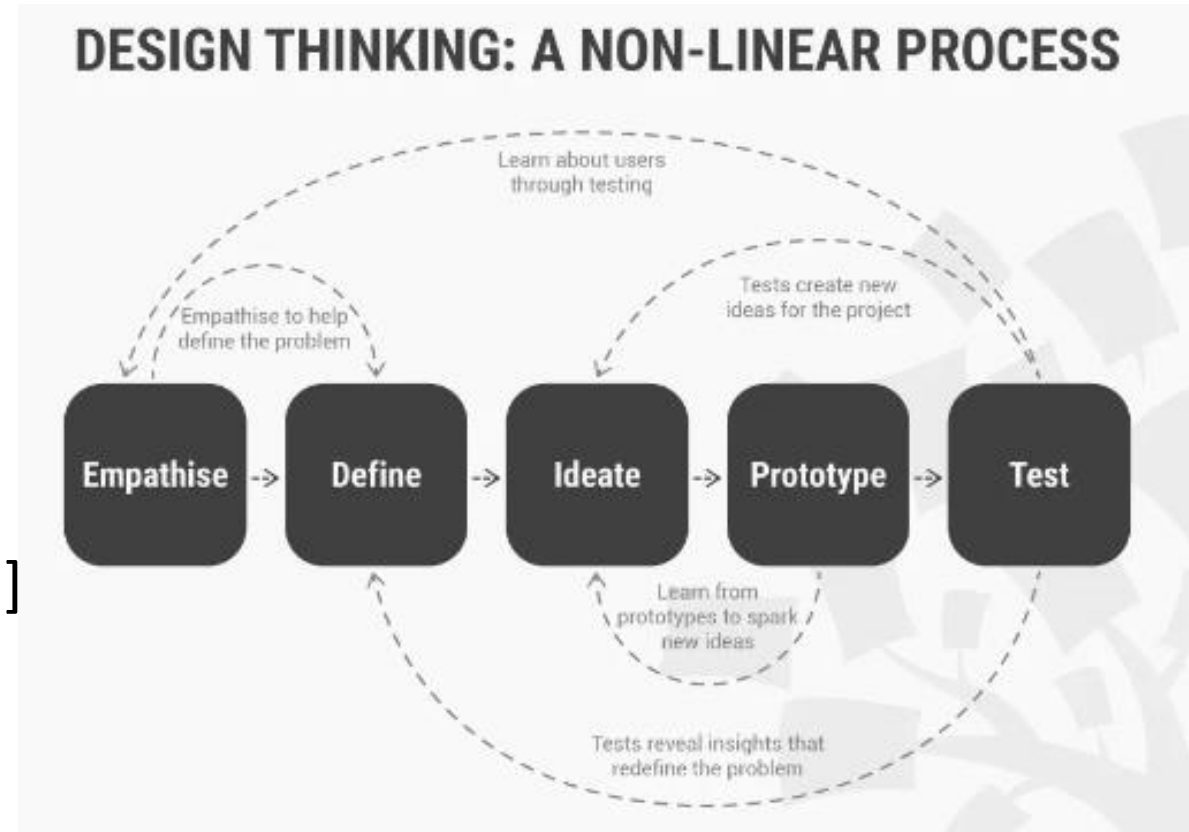 DESIGN THINKING: A NON-LINEAR PROCESS
Learn about users
through testing
Tests create new
ideas for the project
Empathise to help
define the problem
Empathise
Define
Ideate
Prototype
Test
]
Learn from
prototypes to spark
new ideas
Tests reveal insights that
redefine the problem